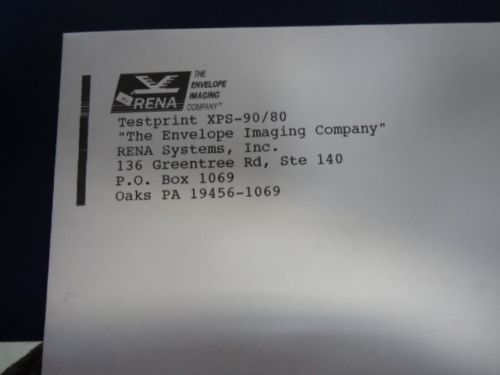 THE
ENVELOPE
IMAGING
COMPANY™
RENA
Testprint XPS-90/80
"The Envelope Imaging Company"
RENA Systems, Inc.
136 Greentree Rd, Ste 140
P.O. Box 1069
Oaks PA 19456-1069